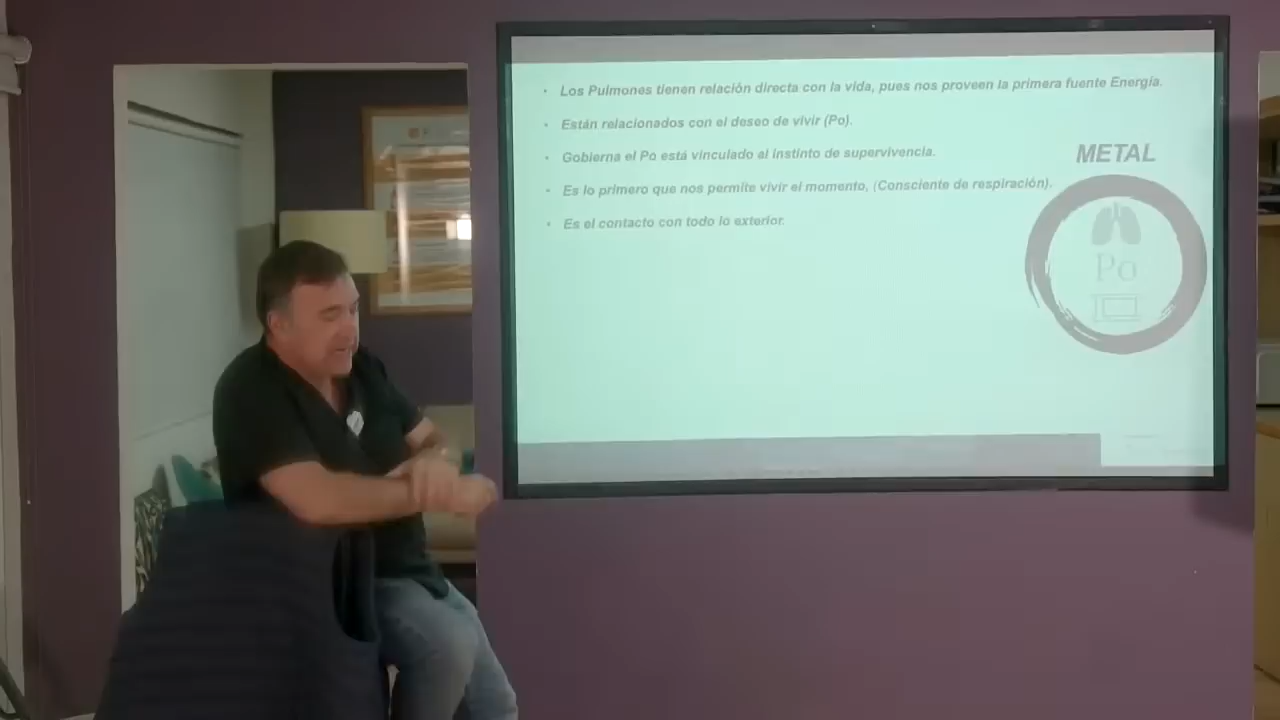 Los Pulmones tienen relación directa con la vida, pues nos proveen la primera fuente Energía.
Están relacionados con el deseo de vivir (Po).
Gobierna el Po está vinculado al instinto de supervivencia.
Es lo primero que nos permite vivir el momento, (Consciente de respiración).
Es el contacto con todo lo exterior.
METAL
Po